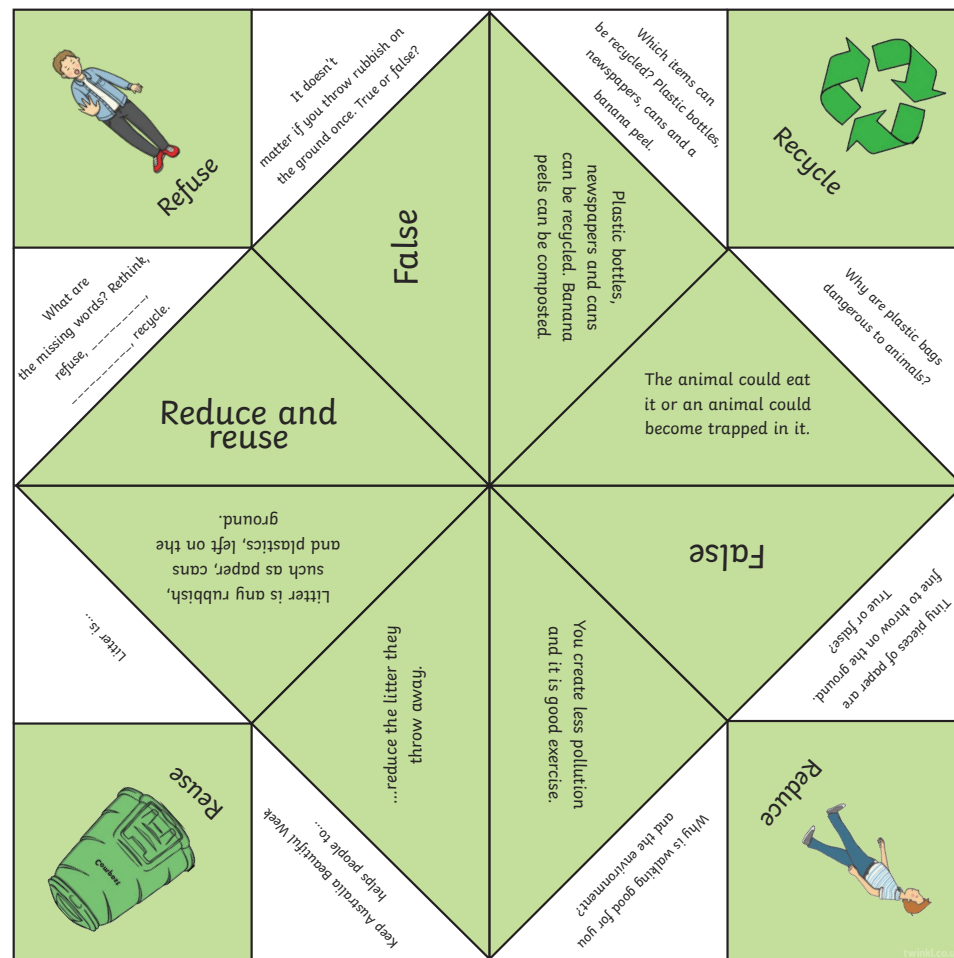 Refuse
It doesn't
matter if you throw rubbish on
the ground once. True or false?
Which items can
be recycled? Plastic bottles,
newspapers, cans and a
banana peel.
Recycle
False
Plastic bottles,
newspapers and cans
can be recycled. Banana
peels can be composted.
What are
the missing words? Rethink,
refuse, _ _ _ _ _ _ _,
_ _ _ _ _ _ _, recycle.
Why are plastic bags
dangerous to animals?
Reduce and
reuse
The animal could eat
it or an animal could
become trapped in it.
Litter is any rubbish,
such as paper, cans
and plastics, left on the
ground.
False
Litter is...
Tiny pieces of paper are
fine to throw on the ground.
True or false?
...reduce the litter they
throw away.
You create less pollution
and it is good exercise.
Reuse
Cowboss
Keep Australia Beautiful Week
helps people to...
Why is walking good for you
and the environment?
Reduce